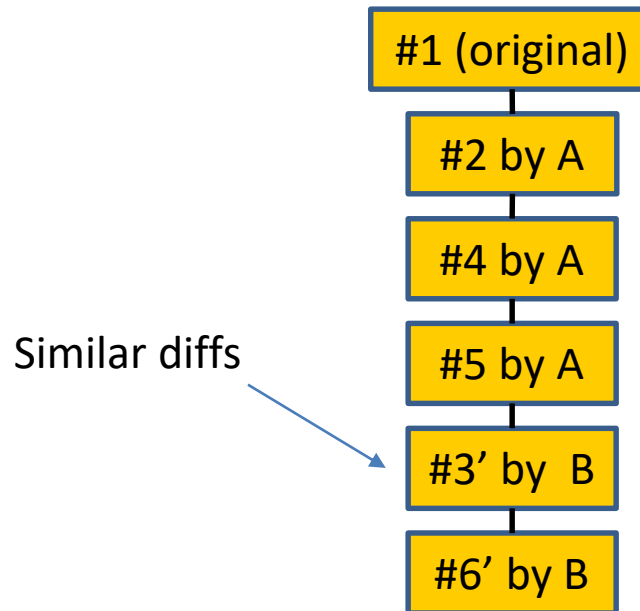 #1 (original)
#2 by A
#4 by A
#5 by A
Similar diffs
#3’ by  B
#6’ by B